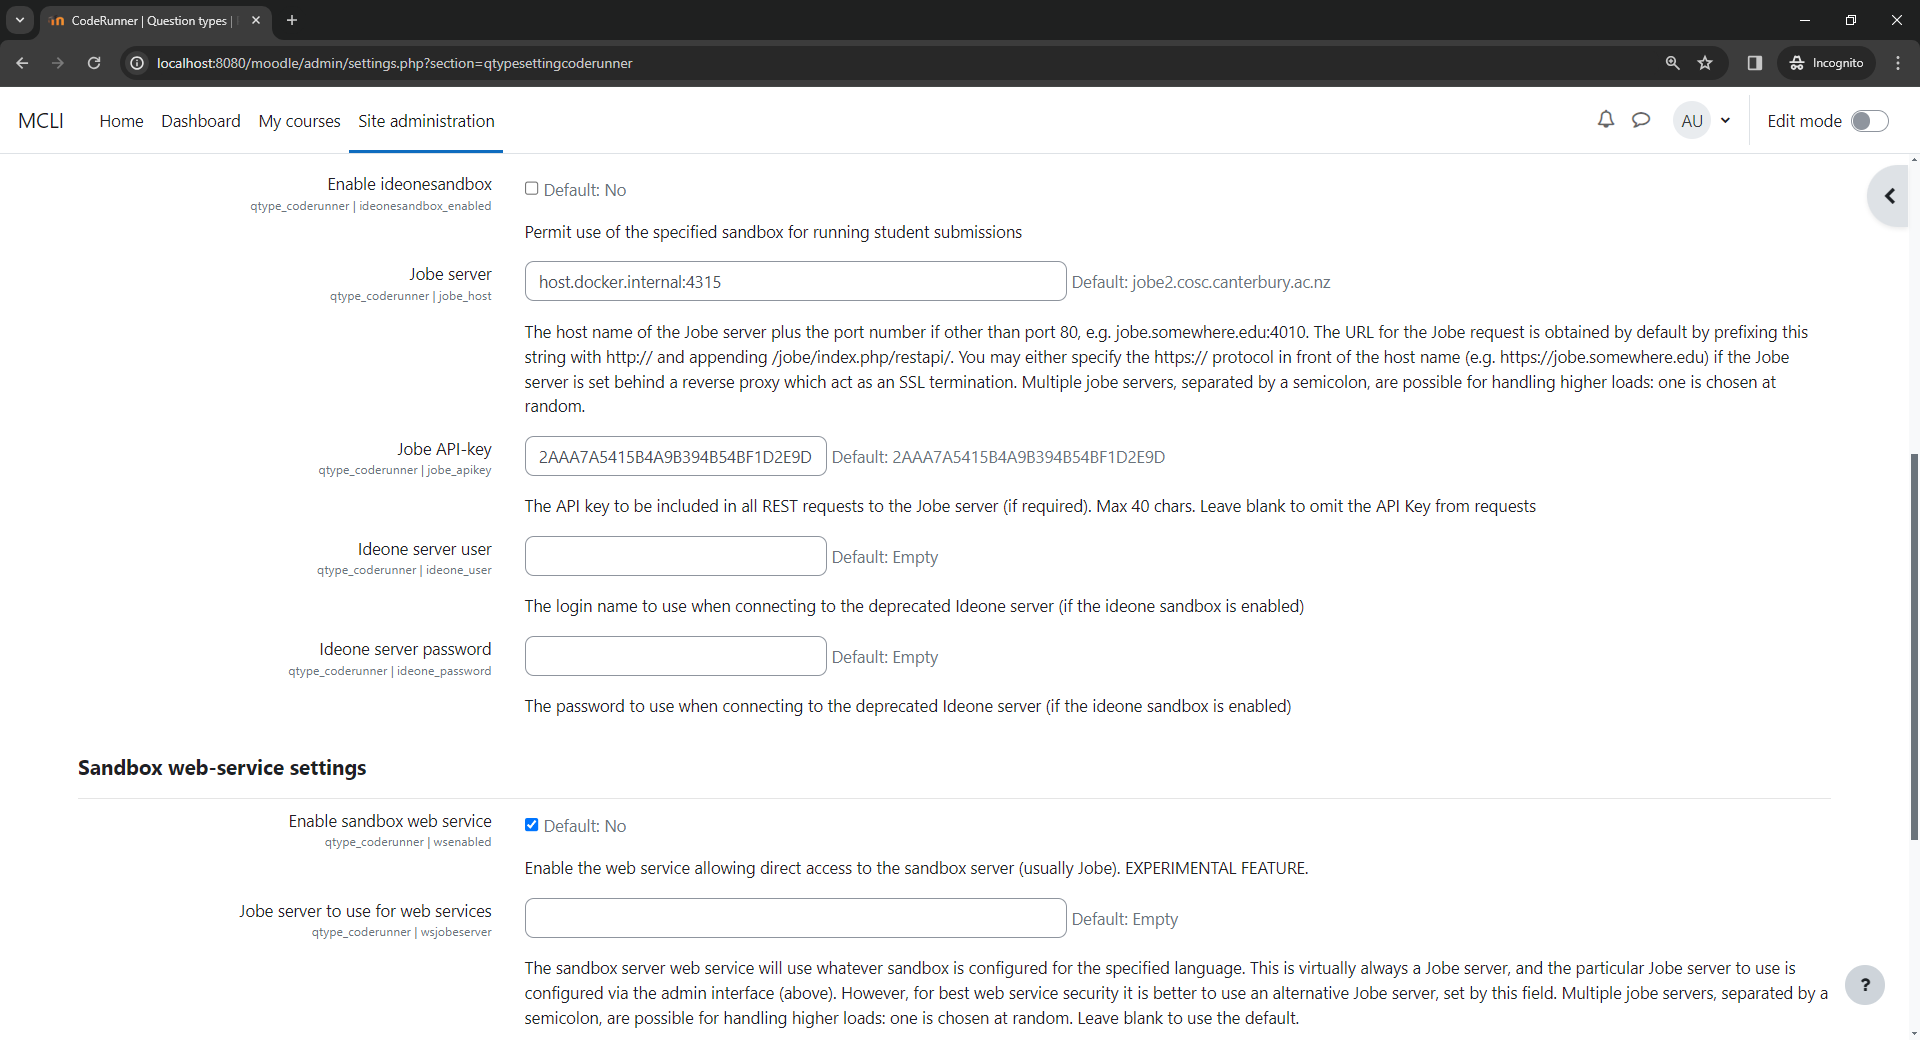 CodeRunner | Question types |
localhost:8080/moodle/admin/settings.php?section=qtypesettingcoderunner
Incognito
MCLI Home Dashboard My courses Site administration AU Edit mode
Enable ideonesandbox
qtype_coderunner | ideonesandbox_enabled
Default: No
Permit use of the specified sandbox for running student submissions
Jobe server
qtype_coderunner | jobe_host
host.docker.internal:4315 Default: jobe2.cosc.canterbury.ac.nz
The host name of the Jobe server plus the port number if other than port 80, e.g. jobe.somewhere.edu:4010. The URL for the Jobe request is obtained by default by prefixing this
string with http:// and appending /jobe/index.php/restapi/. You may either specify the https:// protocol in front of the host name (e.g. https://jobe.somewhere.edu) if the Jobe
server is set behind a reverse proxy which act as an SSL termination. Multiple jobe servers, separated by a semicolon, are possible for handling higher loads: one is chosen at
random.
Jobe API-key
qtype_coderunner | jobe_apikey
2AAA7A5415B4A9B394B54BF1D2E9D Default: 2AAA7A5415B4A9B394B54BF1D2E9D
The API key to be included in all REST requests to the Jobe server (if required). Max 40 chars. Leave blank to omit the API Key from requests
Ideone server user
qtype_coderunner | ideone_user
Default: Empty
The login name to use when connecting to the deprecated Ideone server (if the ideone sandbox is enabled)
Ideone server password
qtype_coderunner | ideone_password
Default: Empty
The password to use when connecting to the deprecated Ideone server (if the ideone sandbox is enabled)
Sandbox web-service settings
Enable sandbox web service
qtype_coderunner | wsenabled
Default: No
Enable the web service allowing direct access to the sandbox server (usually Jobe). EXPERIMENTAL FEATURE.
Jobe server to use for web services
qtype_coderunner | wsjobeserver
Default: Empty
The sandbox server web service will use whatever sandbox is configured for the specified language. This is virtually always a Jobe server, and the particular Jobe server to use is
configured via the admin interface (above). However, for best web service security it is better to use an alternative Jobe server, set by this field. Multiple jobe servers, separated by a
semicolon, are possible for handling higher loads: one is chosen at random. Leave blank to use the default.
?